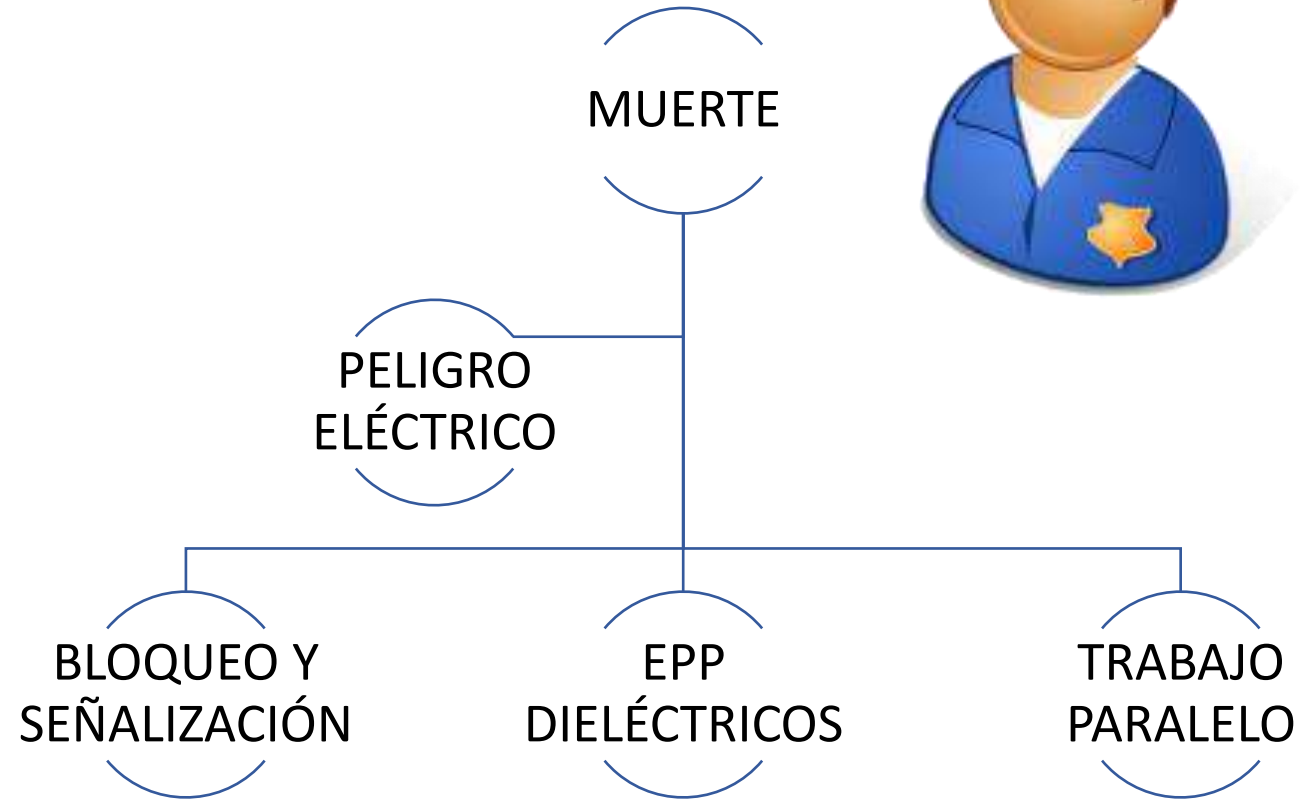 MUERTE
PELIGRO
ELÉCTRICO
BLOQUEO Y
SEÑALIZACIÓN
EPP
DIELÉCTRICOS
TRABAJO
PARALELO